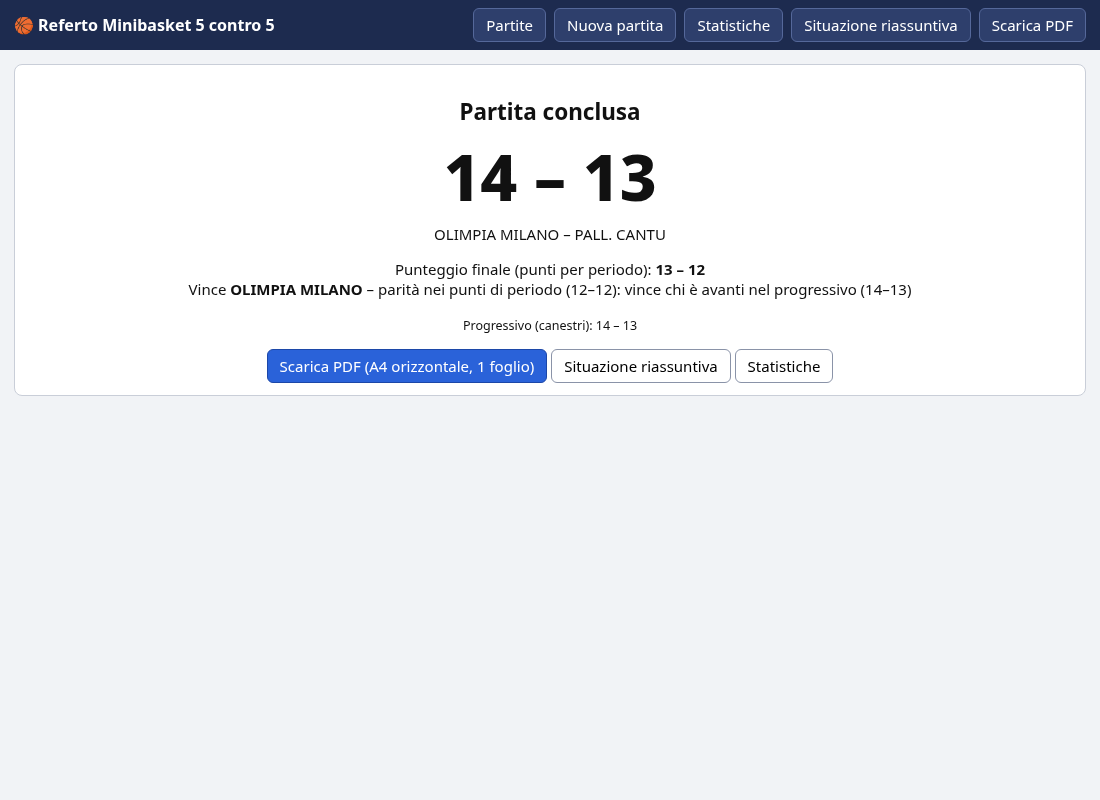 🏀 Referto Minibasket 5 contro 5
Partite
Nuova partita
Statistiche
Situazione riassuntiva
Scarica PDF
Partita conclusa
14 – 13
OLIMPIA MILANO – PALL. CANTU
Punteggio finale (punti per periodo): 13 – 12
Vince OLIMPIA MILANO – parità nei punti di periodo (12–12): vince chi è avanti nel progressivo (14–13)
Progressivo (canestri): 14 – 13
Scarica PDF (A4 orizzontale, 1 foglio)
Situazione riassuntiva
Statistiche